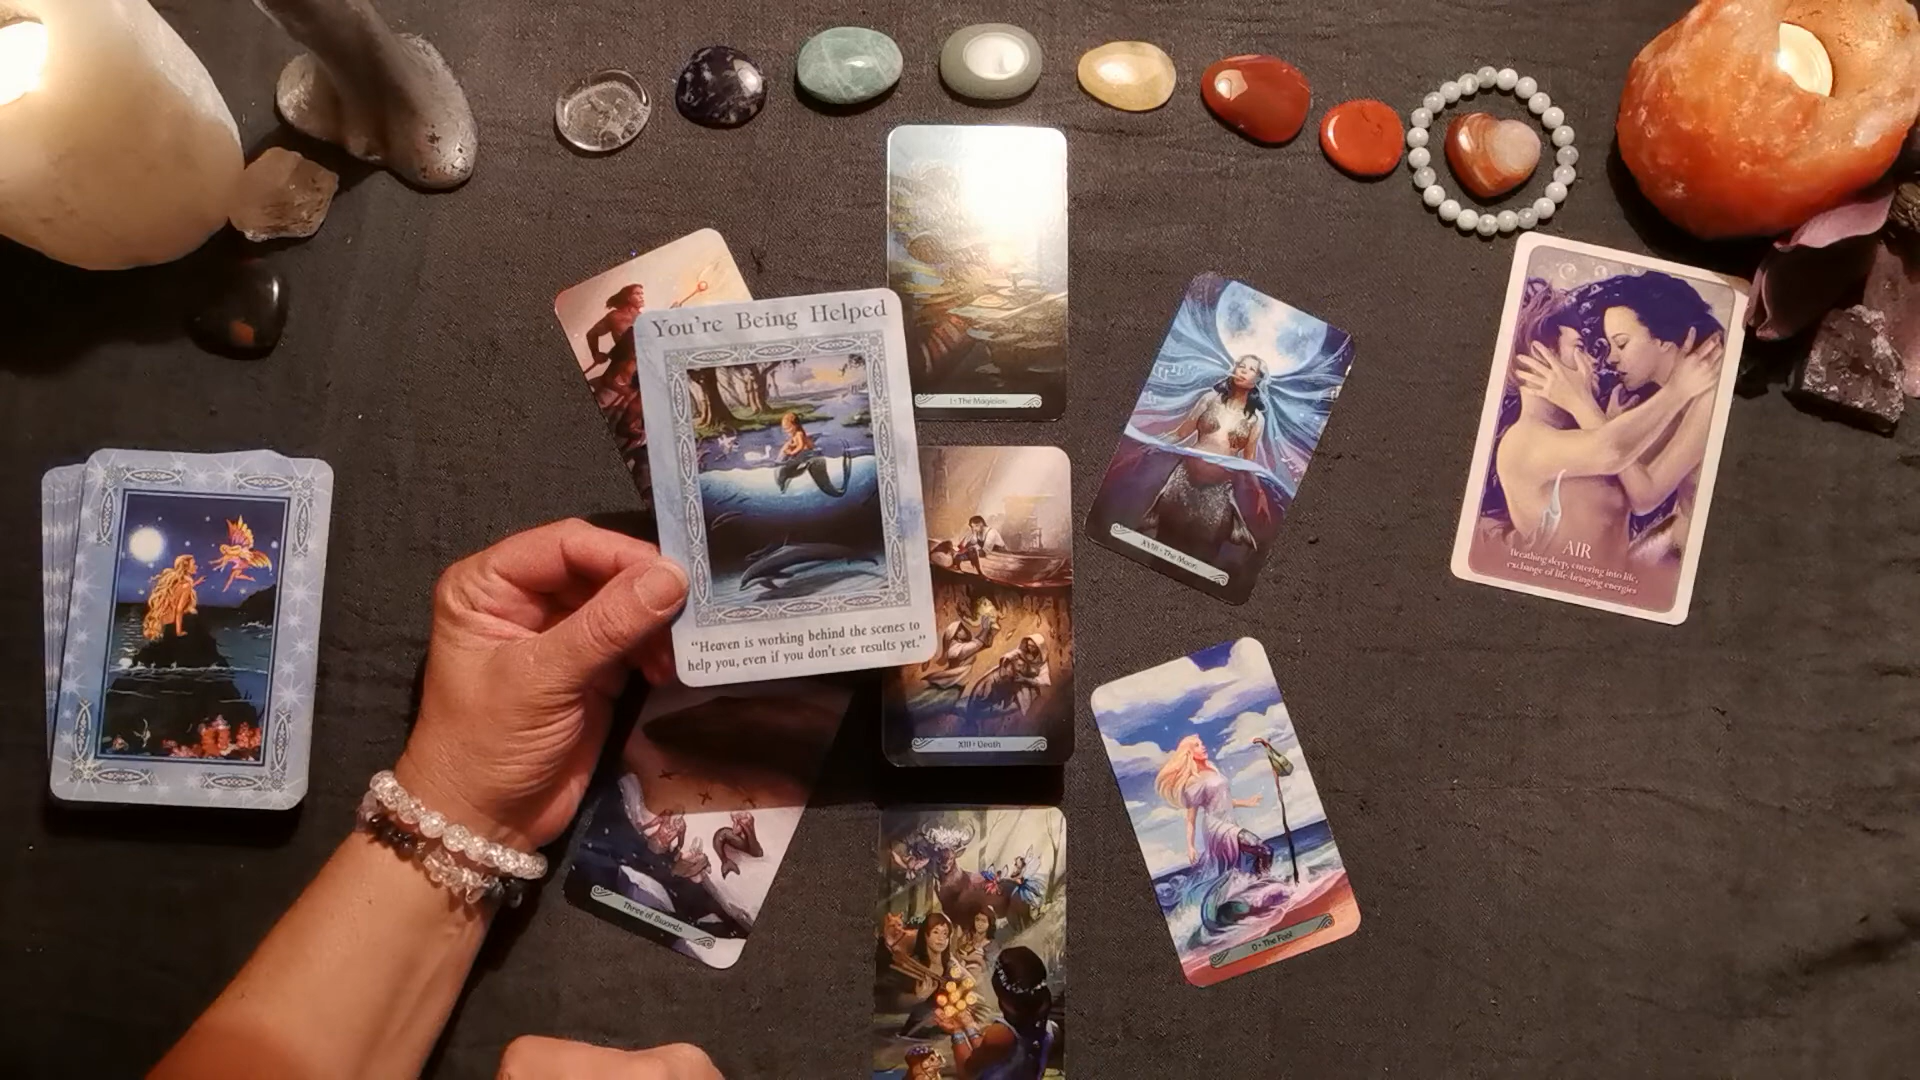 You're Being Helped
"Heaven is working behind the scenes to
help you, even if you don't see results yet."
I • The Magician
XVIII • The Moon
AIR
Breathing deep, entering into life,
exchange of life-bringing energies
XIII • Death
Three of Swords
0 • The Fool